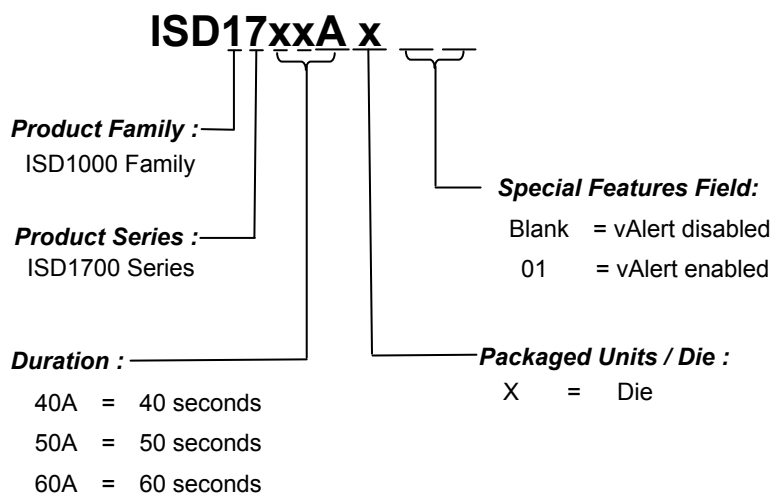 ISD17xxA x
Product Family :
ISD1000 Family
Product Series :
ISD1700 Series
Duration :
40A = 40 seconds
50A = 50 seconds
60A = 60 seconds
Special Features Field:
Blank = vAlert disabled
01 = vAlert enabled
Packaged Units / Die :
X = Die